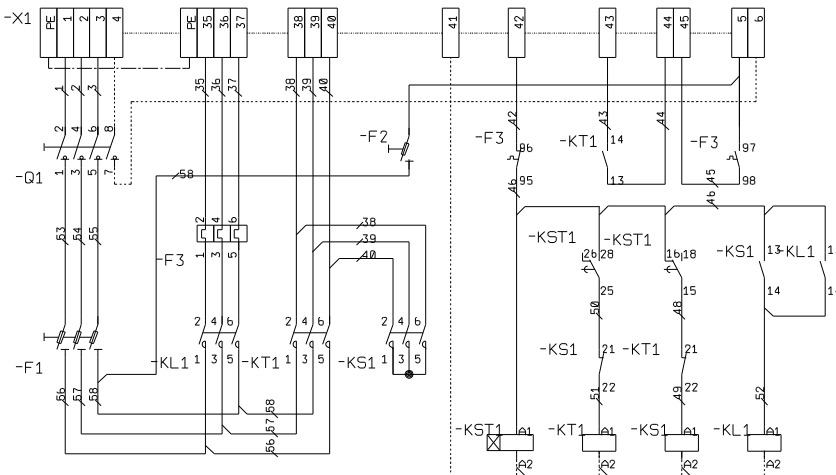 -X1 PE 1 2 3 4 PE 35 36 37 38 39 40 41 42 43 44 45 5 6
1 2 3 35 36 37 38 39 40
42 43 44
2 4 6 8 -F2 -F3 96 -KT1 14 -F3 97
-Q1 1 3 5 7 58 95 13 45 98
46 46
53 54 55 2 4 6 38
-F3 1 3 5 39
40
-KST1 26 28 -KST1 16 18 -KS1 13 -KL1
25 15 14
50 48
2 4 6 2 4 6 2 4 6
-F1 -KL1 1 3 5 -KT1 1 3 5 -KS1 1 3 5 -KS1 21 -KT1 21
22 22
56 57 58 51 49 52
58
57
56
-KST1 A1 -KT1 A1 -KS1 A1 -KL1 A1
A2 A2 A2 A2